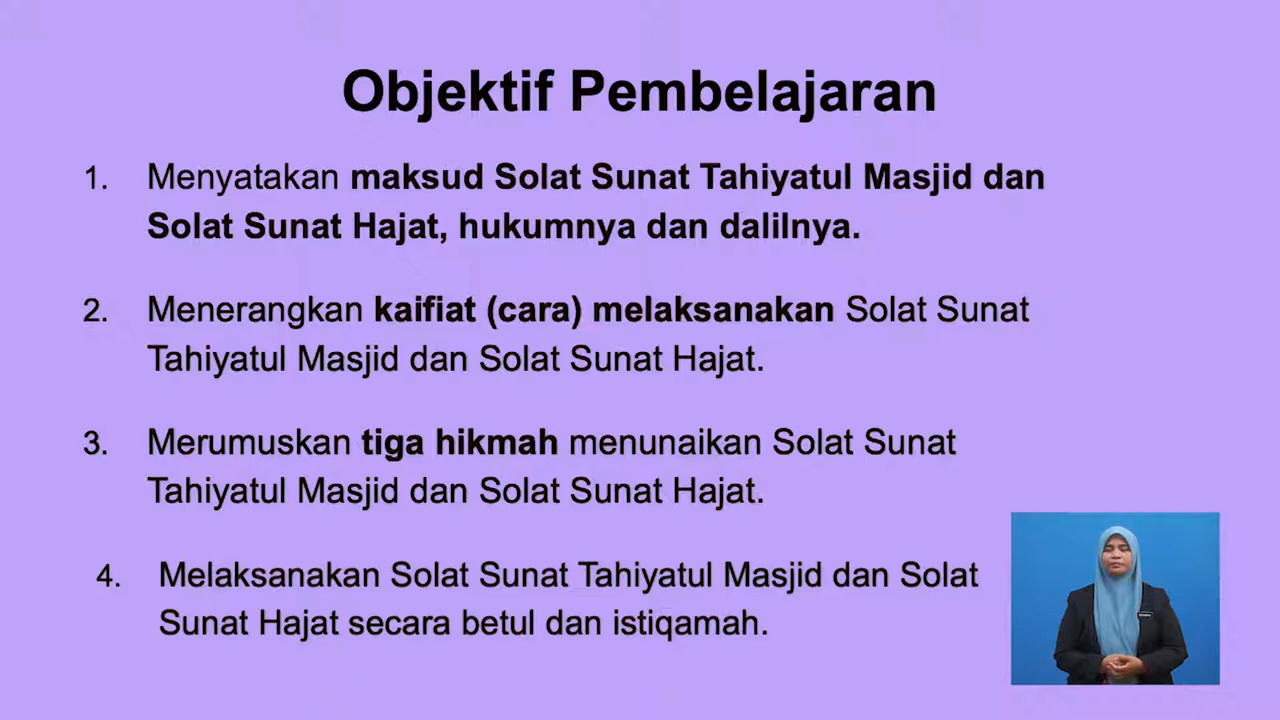 Objektif Pembelajaran
1. Menyatakan maksud Solat Sunat Tahiyatul Masjid dan
Solat Sunat Hajat, hukumnya dan dalilnya.
2. Menerangkan kaifiat (cara) melaksanakan Solat Sunat
Tahiyatul Masjid dan Solat Sunat Hajat.
3. Merumuskan tiga hikmah menunaikan Solat Sunat
Tahiyatul Masjid dan Solat Sunat Hajat.
4. Melaksanakan Solat Sunat Tahiyatul Masjid dan Solat
Sunat Hajat secara betul dan istiqamah.